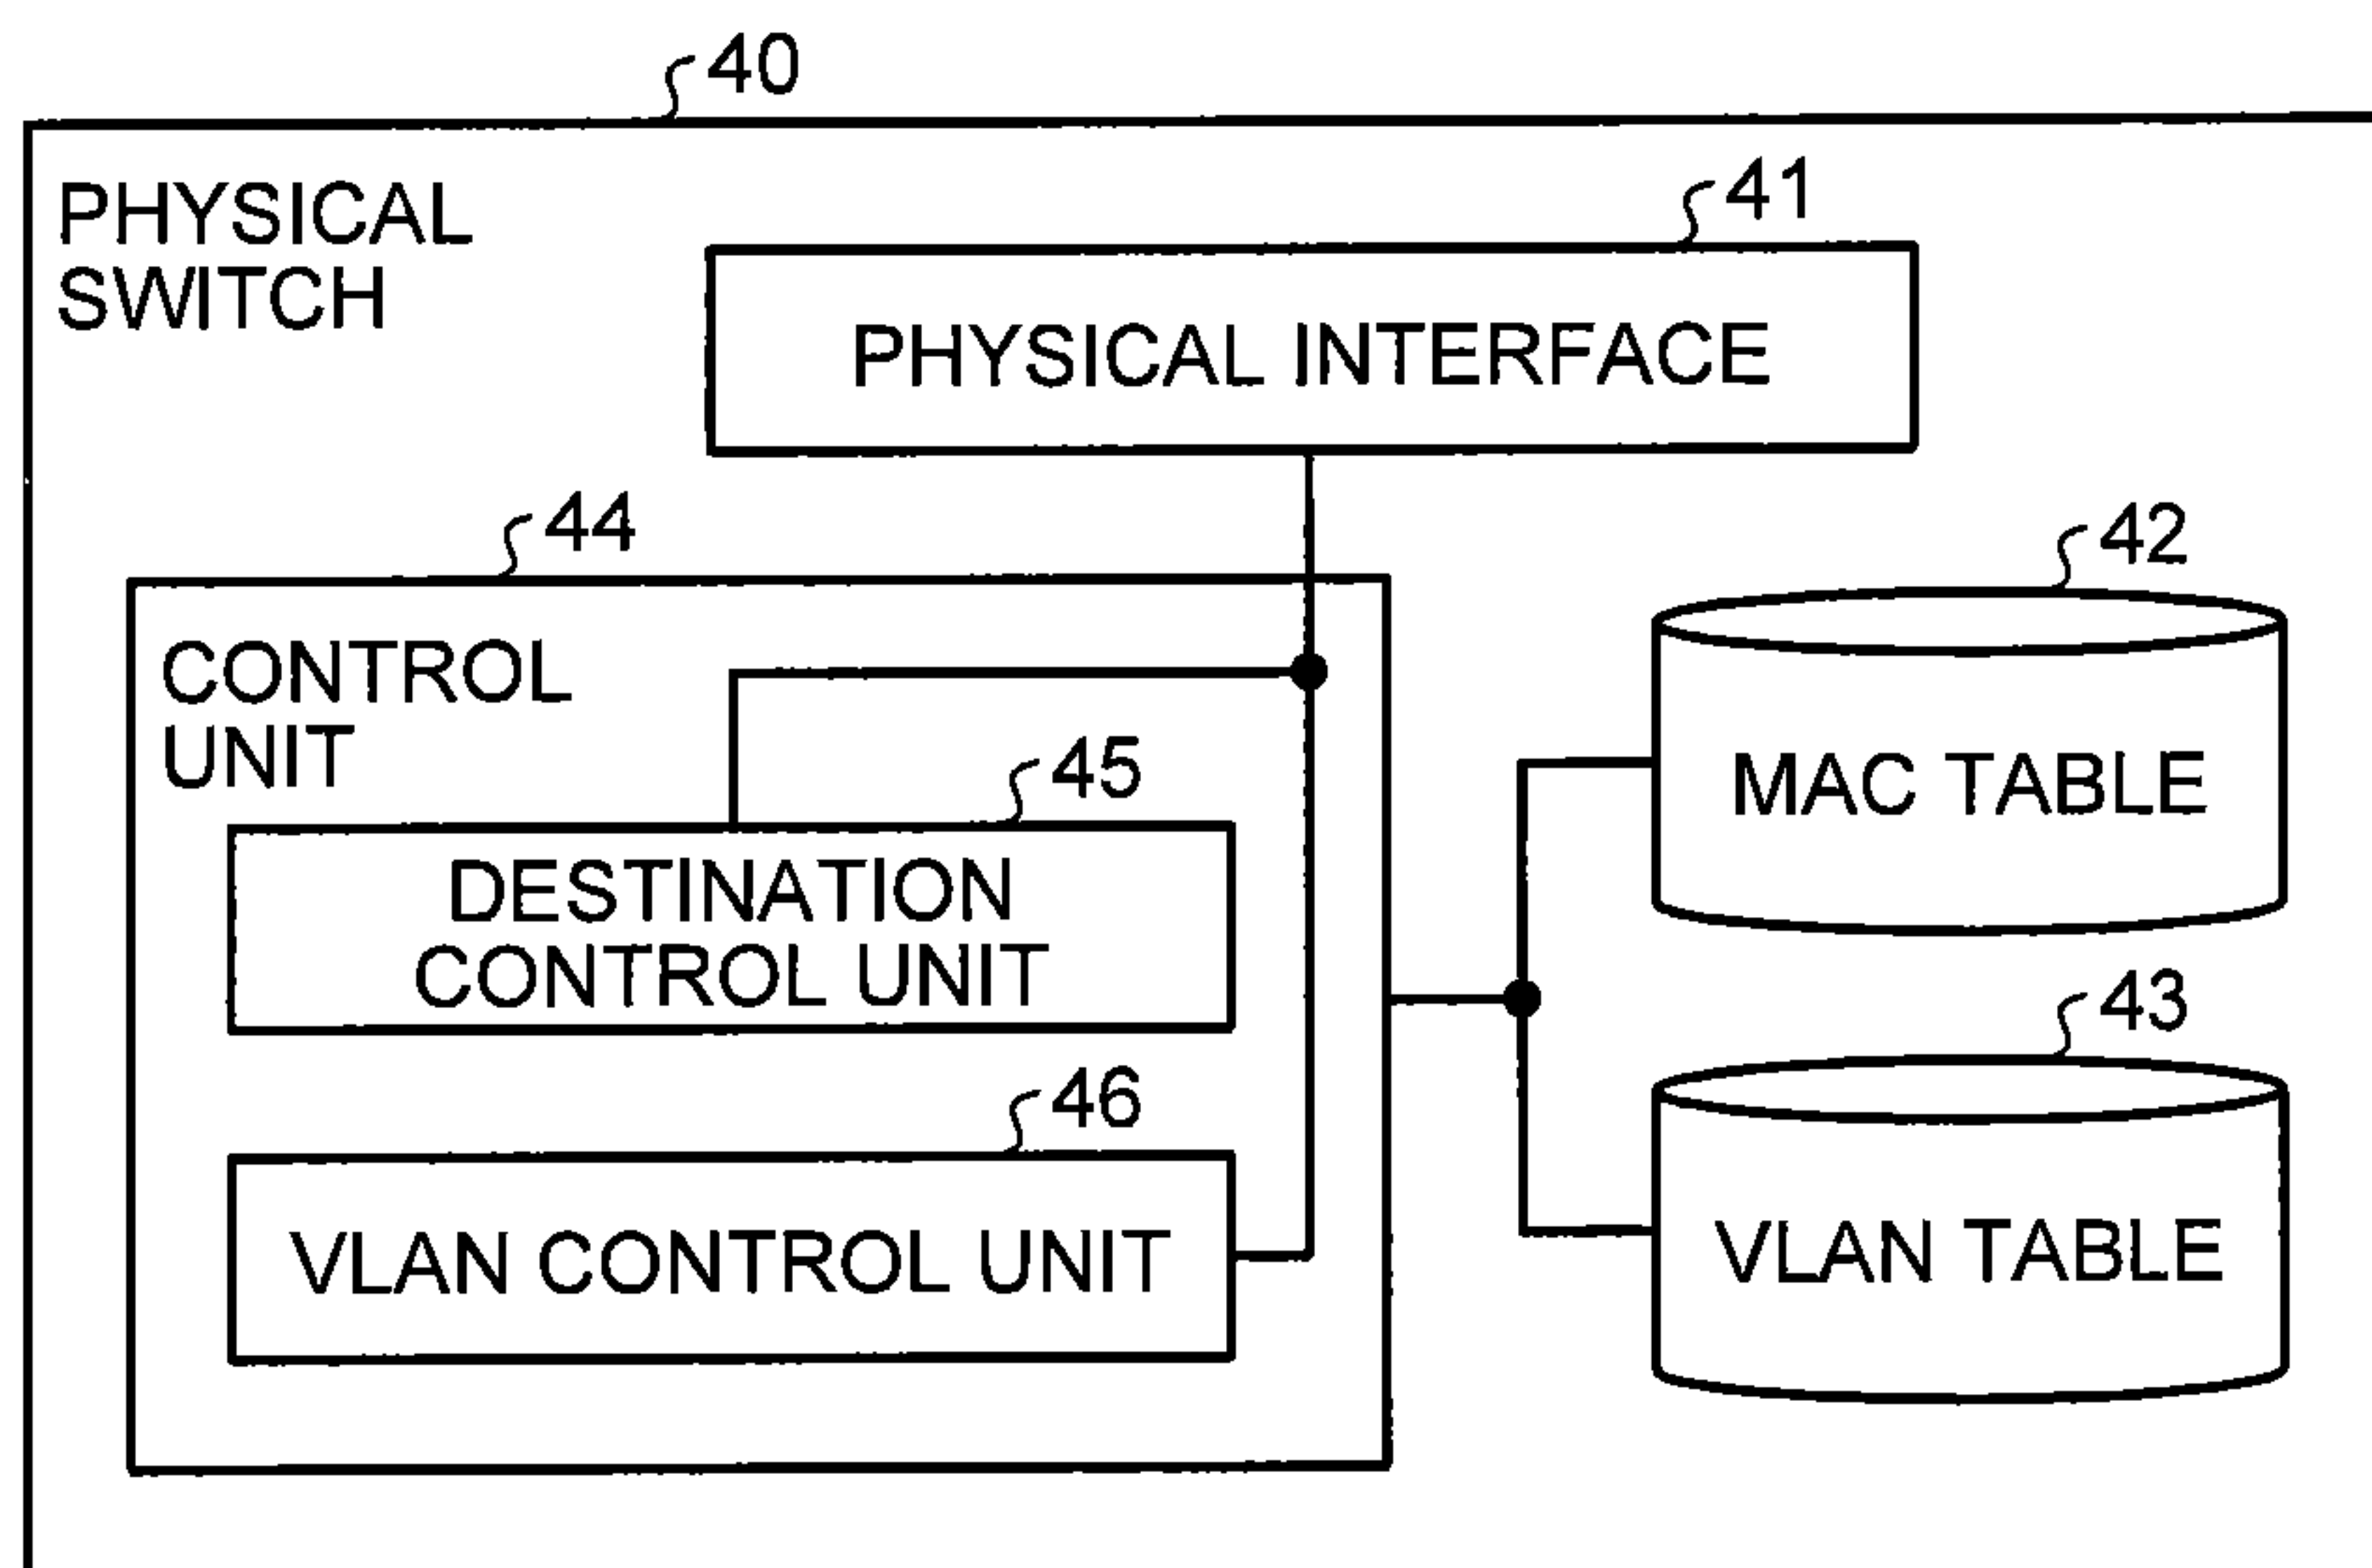 40
PHYSICAL
SWITCH
41
PHYSICAL INTERFACE
44
CONTROL
UNIT
45
DESTINATION
CONTROL UNIT
46
VLAN CONTROL UNIT
42
MAC TABLE
43
VLAN TABLE